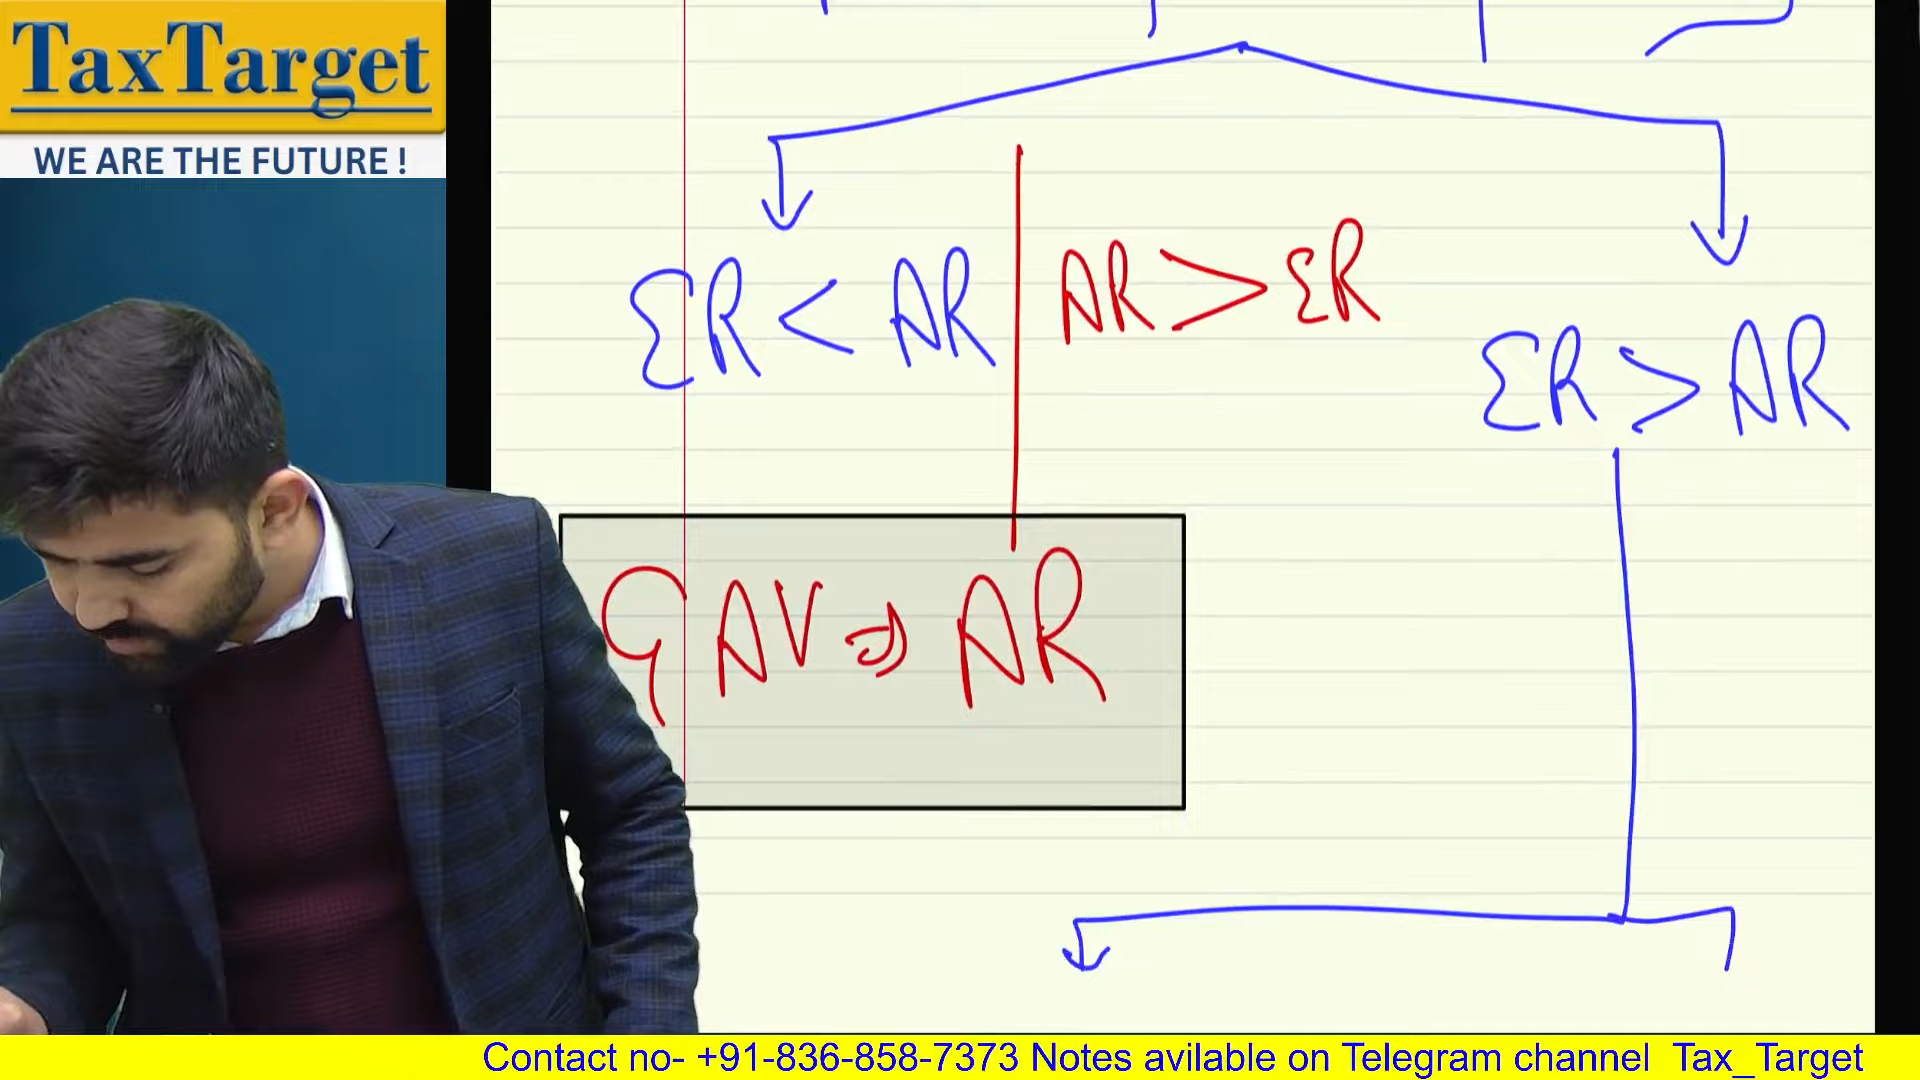 TaxTarget
WE ARE THE FUTURE !
ER < AR
AR > ER
ER > AR
GAV ⇒ AR
Contact no- +91-836-858-7373 Notes avilable on Telegram channel Tax_Target